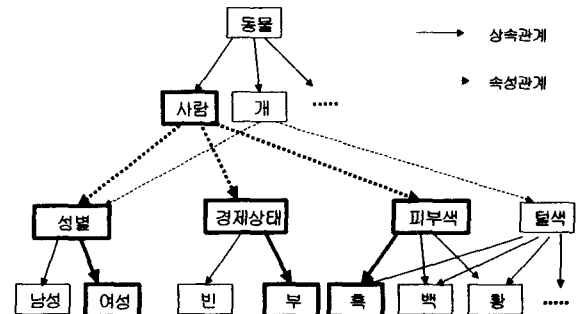 동물
상속관계
속성관계
사람 개 .....
성별 경제상태 피부색 털색
남성 여성 빈 부 흑 백 황 .....